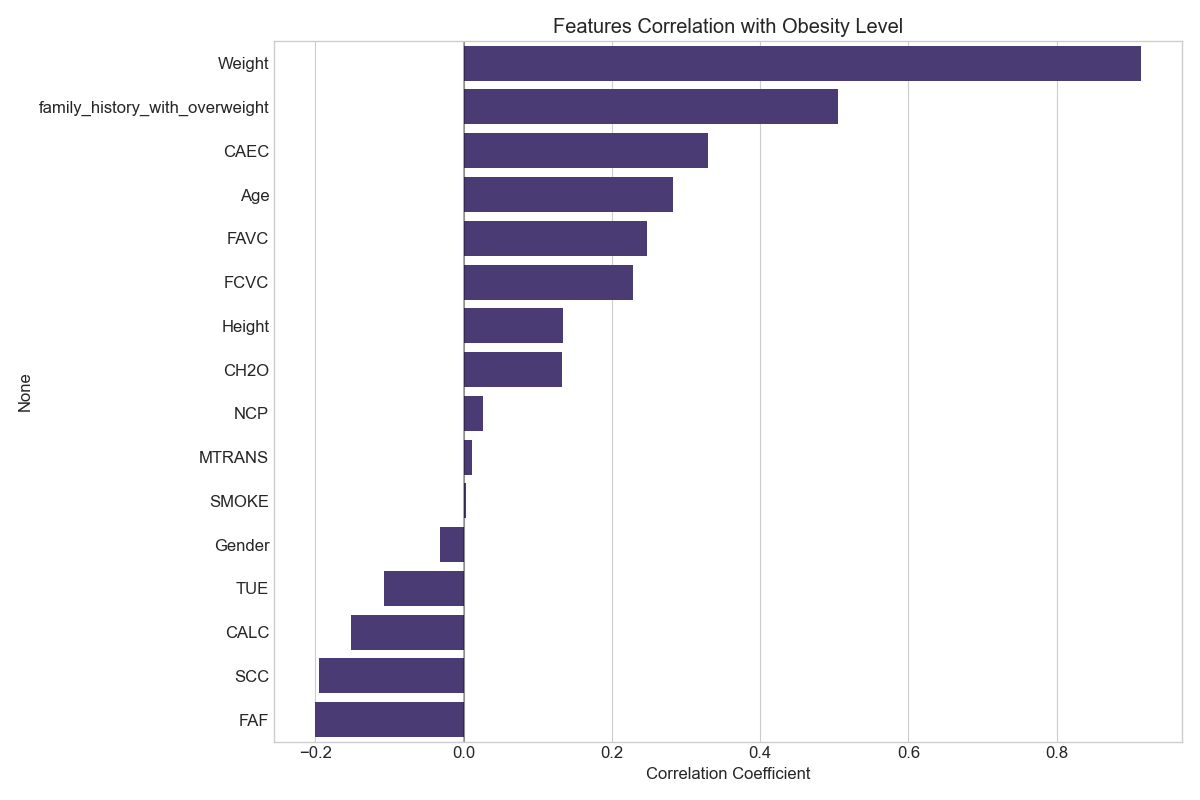 Features Correlation with Obesity Level
Weight
family_history_with_overweight
CAEC
Age
FAVC
FCVC
Height
CH2O
NCP
MTRANS
SMOKE
Gender
TUE
CALC
SCC
FAF
None
−0.2 0.0 0.2 0.4 0.6 0.8
Correlation Coefficient